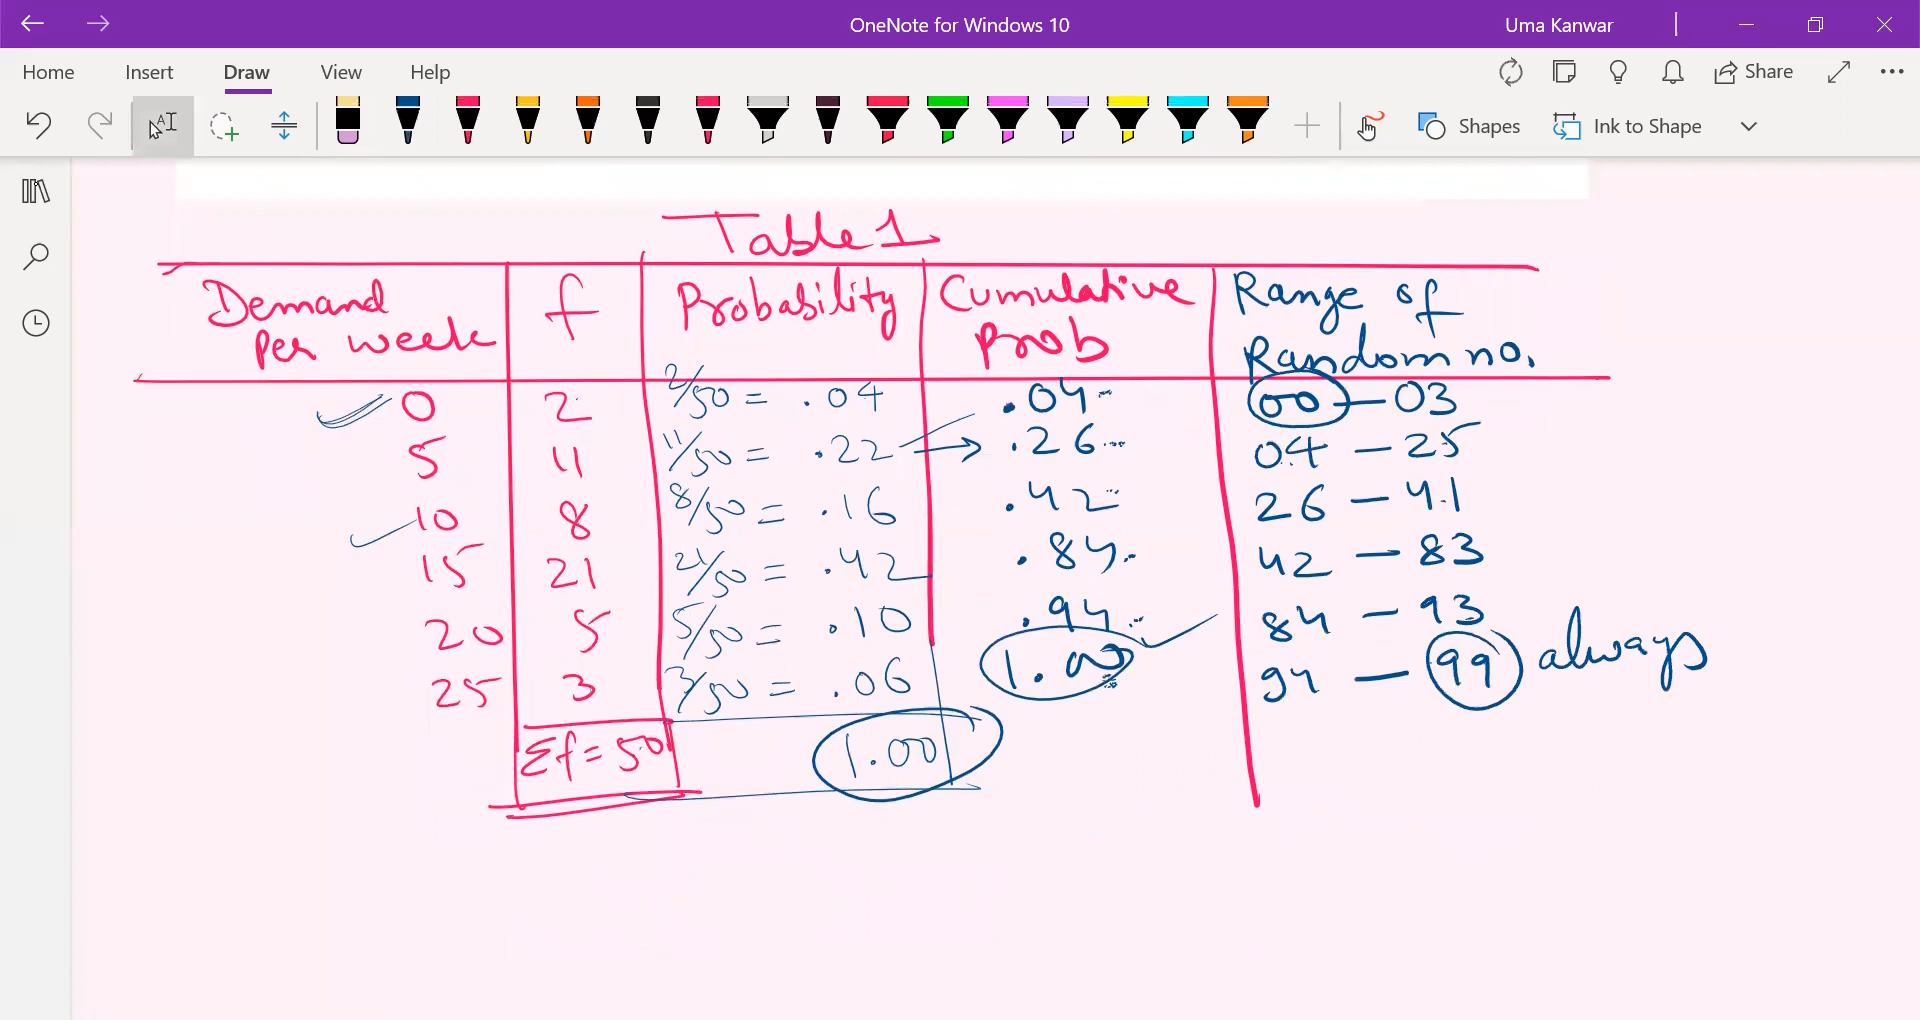 OneNote for Windows 10
Uma Kanwar
Home Insert Draw View Help
Share
Shapes
Ink to Shape
Table 1
Demand Per week f Probability Cumulative Prob Range of Random no.
0 2 2/50 = .04 .04 00 — 03
5 11 11/50 = .22 → .26 04 — 25
10 8 8/50 = .16 .42 26 — 41
15 21 21/50 = .42 .84 42 — 83
20 5 5/50 = .10 .94 84 — 93
25 3 3/50 = .06 1.00 94 — 99 always
Σf = 50 1.00